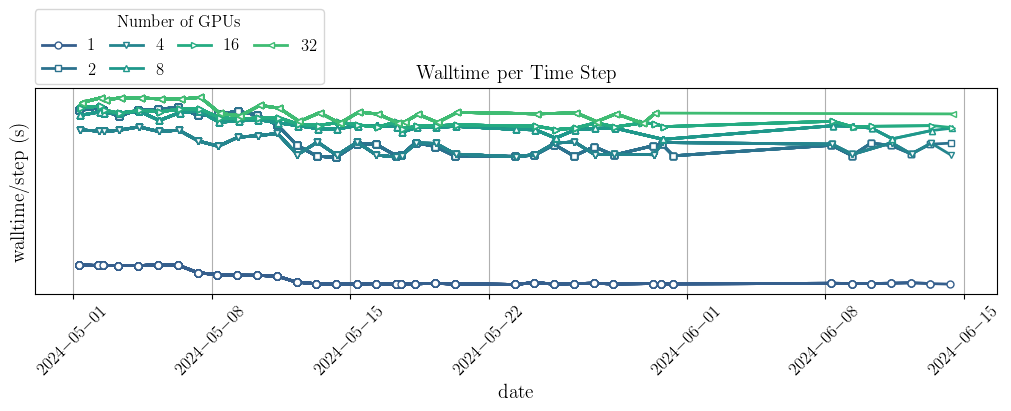 Number of GPUs
1 4 16 32
2 8
Walltime per Time Step
walltime/step (s)
2024−05−01 2024−05−08 2024−05−15 2024−05−22 2024−06−01 2024−06−08 2024−06−15
date